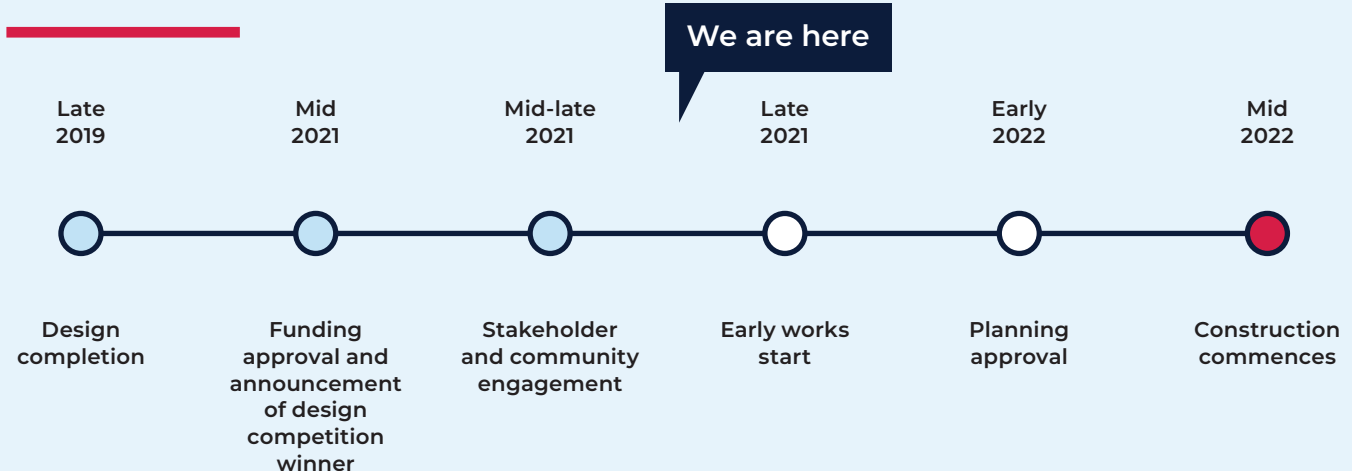 We are here
Late
2019
Mid
2021
Mid-late
2021
Late
2021
Early
2022
Mid
2022
Design
completion
Funding
approval and
announcement
of design
competition
winner
Stakeholder
and community
engagement
Early works
start
Planning
approval
Construction
commences